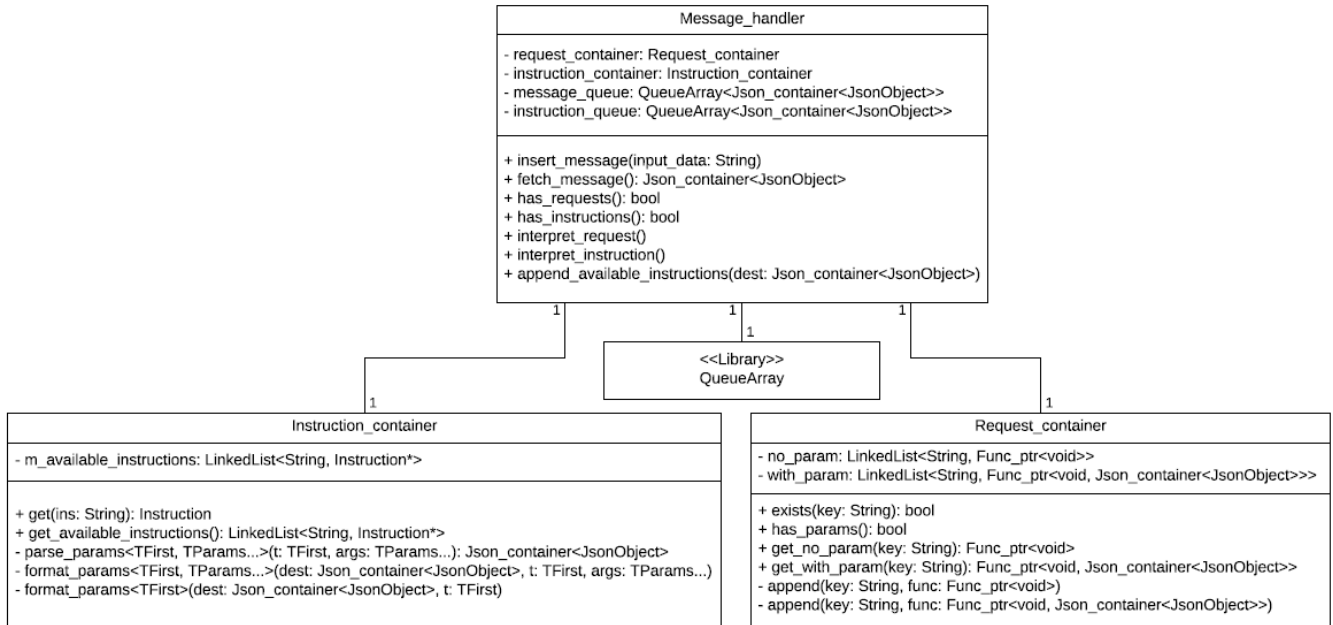 Message_handler
- request_container: Request_container
- instruction_container: Instruction_container
- message_queue: QueueArray<Json_container<JsonObject>>
- instruction_queue: QueueArray<Json_container<JsonObject>>
+ insert_message(input_data: String)
+ fetch_message(): Json_container<JsonObject>
+ has_requests(): bool
+ has_instructions(): bool
+ interpret_request()
+ interpret_instruction()
+ append_available_instructions(dest: Json_container<JsonObject>)
1 1 1
1
<<Library>>
QueueArray
1 1
Instruction_container
- m_available_instructions: LinkedList<String, Instruction*>
+ get(ins: String): Instruction
+ get_available_instructions(): LinkedList<String, Instruction*>
- parse_params<TFirst, TParams...>(t: TFirst, args: TParams...): Json_container<JsonObject>
- format_params<TFirst, TParams...>(dest: Json_container<JsonObject>, t: TFirst, args: TParams...)
- format_params<TFirst>(dest: Json_container<JsonObject>, t: TFirst)
Request_container
- no_param: LinkedList<String, Func_ptr<void>>
- with_param: LinkedList<String, Func_ptr<void, Json_container<JsonObject>>>
+ exists(key: String): bool
+ has_params(): bool
+ get_no_param(key: String): Func_ptr<void>
+ get_with_param(key: String): Func_ptr<void, Json_container<JsonObject>>
- append(key: String, func: Func_ptr<void>)
- append(key: String, func: Func_ptr<void, Json_container<JsonObject>>)